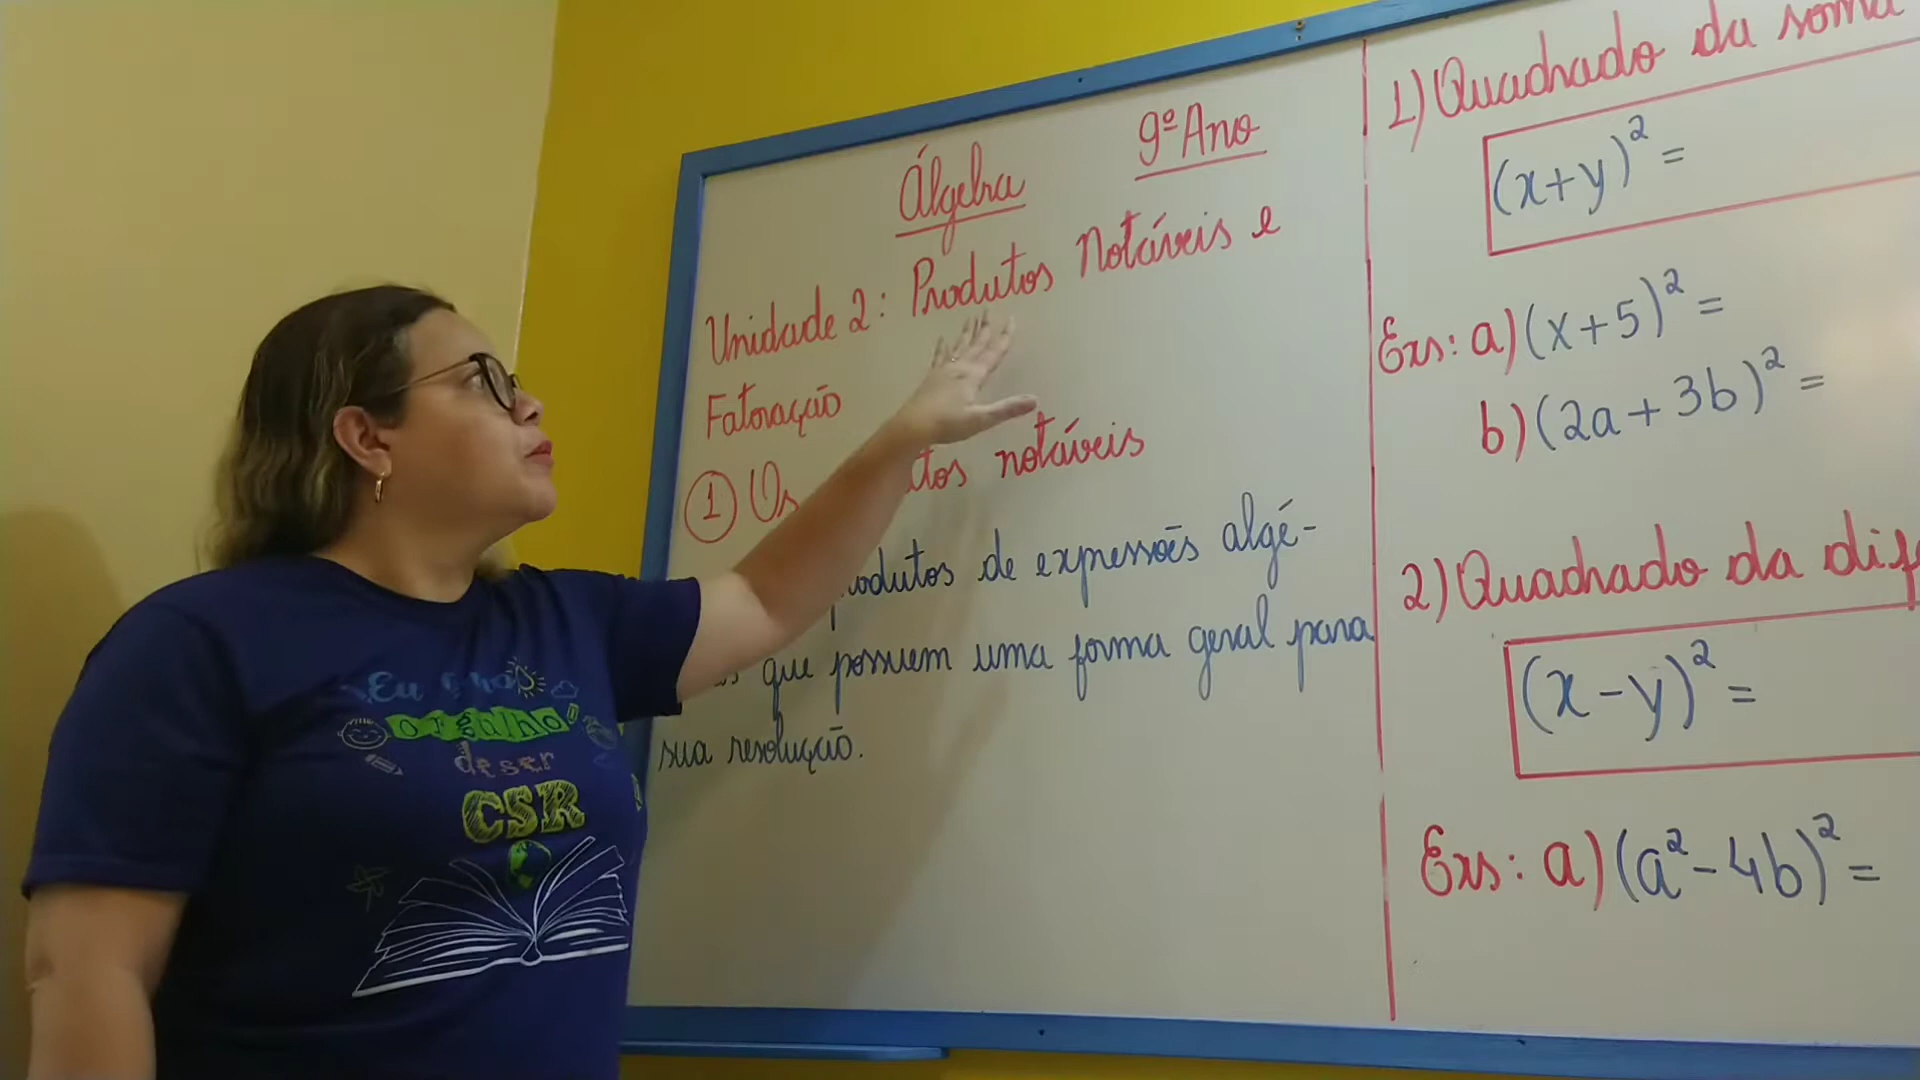 Álgebra 9º Ano
Unidade 2: Produtos Notáveis e
Fatoração
1 Os notáveis
de expressões algé-
que possuem uma forma geral para
sua resolução.
1) Quadrado da soma
(x+y)² =
Exs: a) (x+5)² =
b) (2a + 3b)² =
2) Quadrado da dif
(x-y)² =
Exs: a) (a² - 4b)² =
Eu
orgulho
de ser
CSR